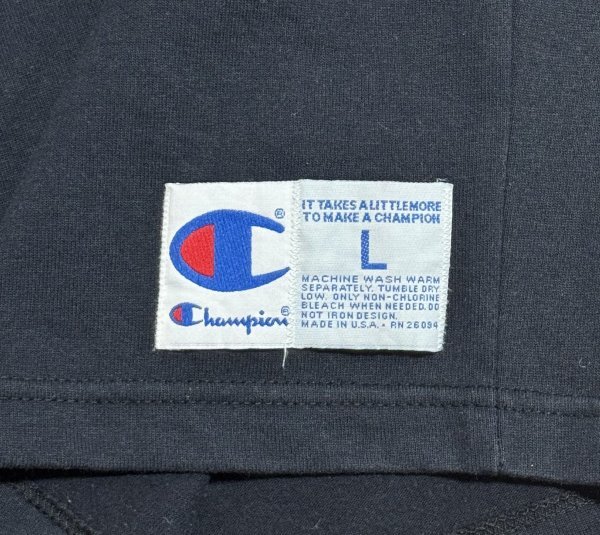 ®
Champion®
IT TAKES A LITTLE MORE
TO MAKE A CHAMPION
L
MACHINE WASH WARM
SEPARATELY. TUMBLE DRY
LOW. ONLY NON-CHLORINE
BLEACH WHEN NEEDED. DO
NOT IRON DESIGN.
MADE IN U.S.A. • RN 26094